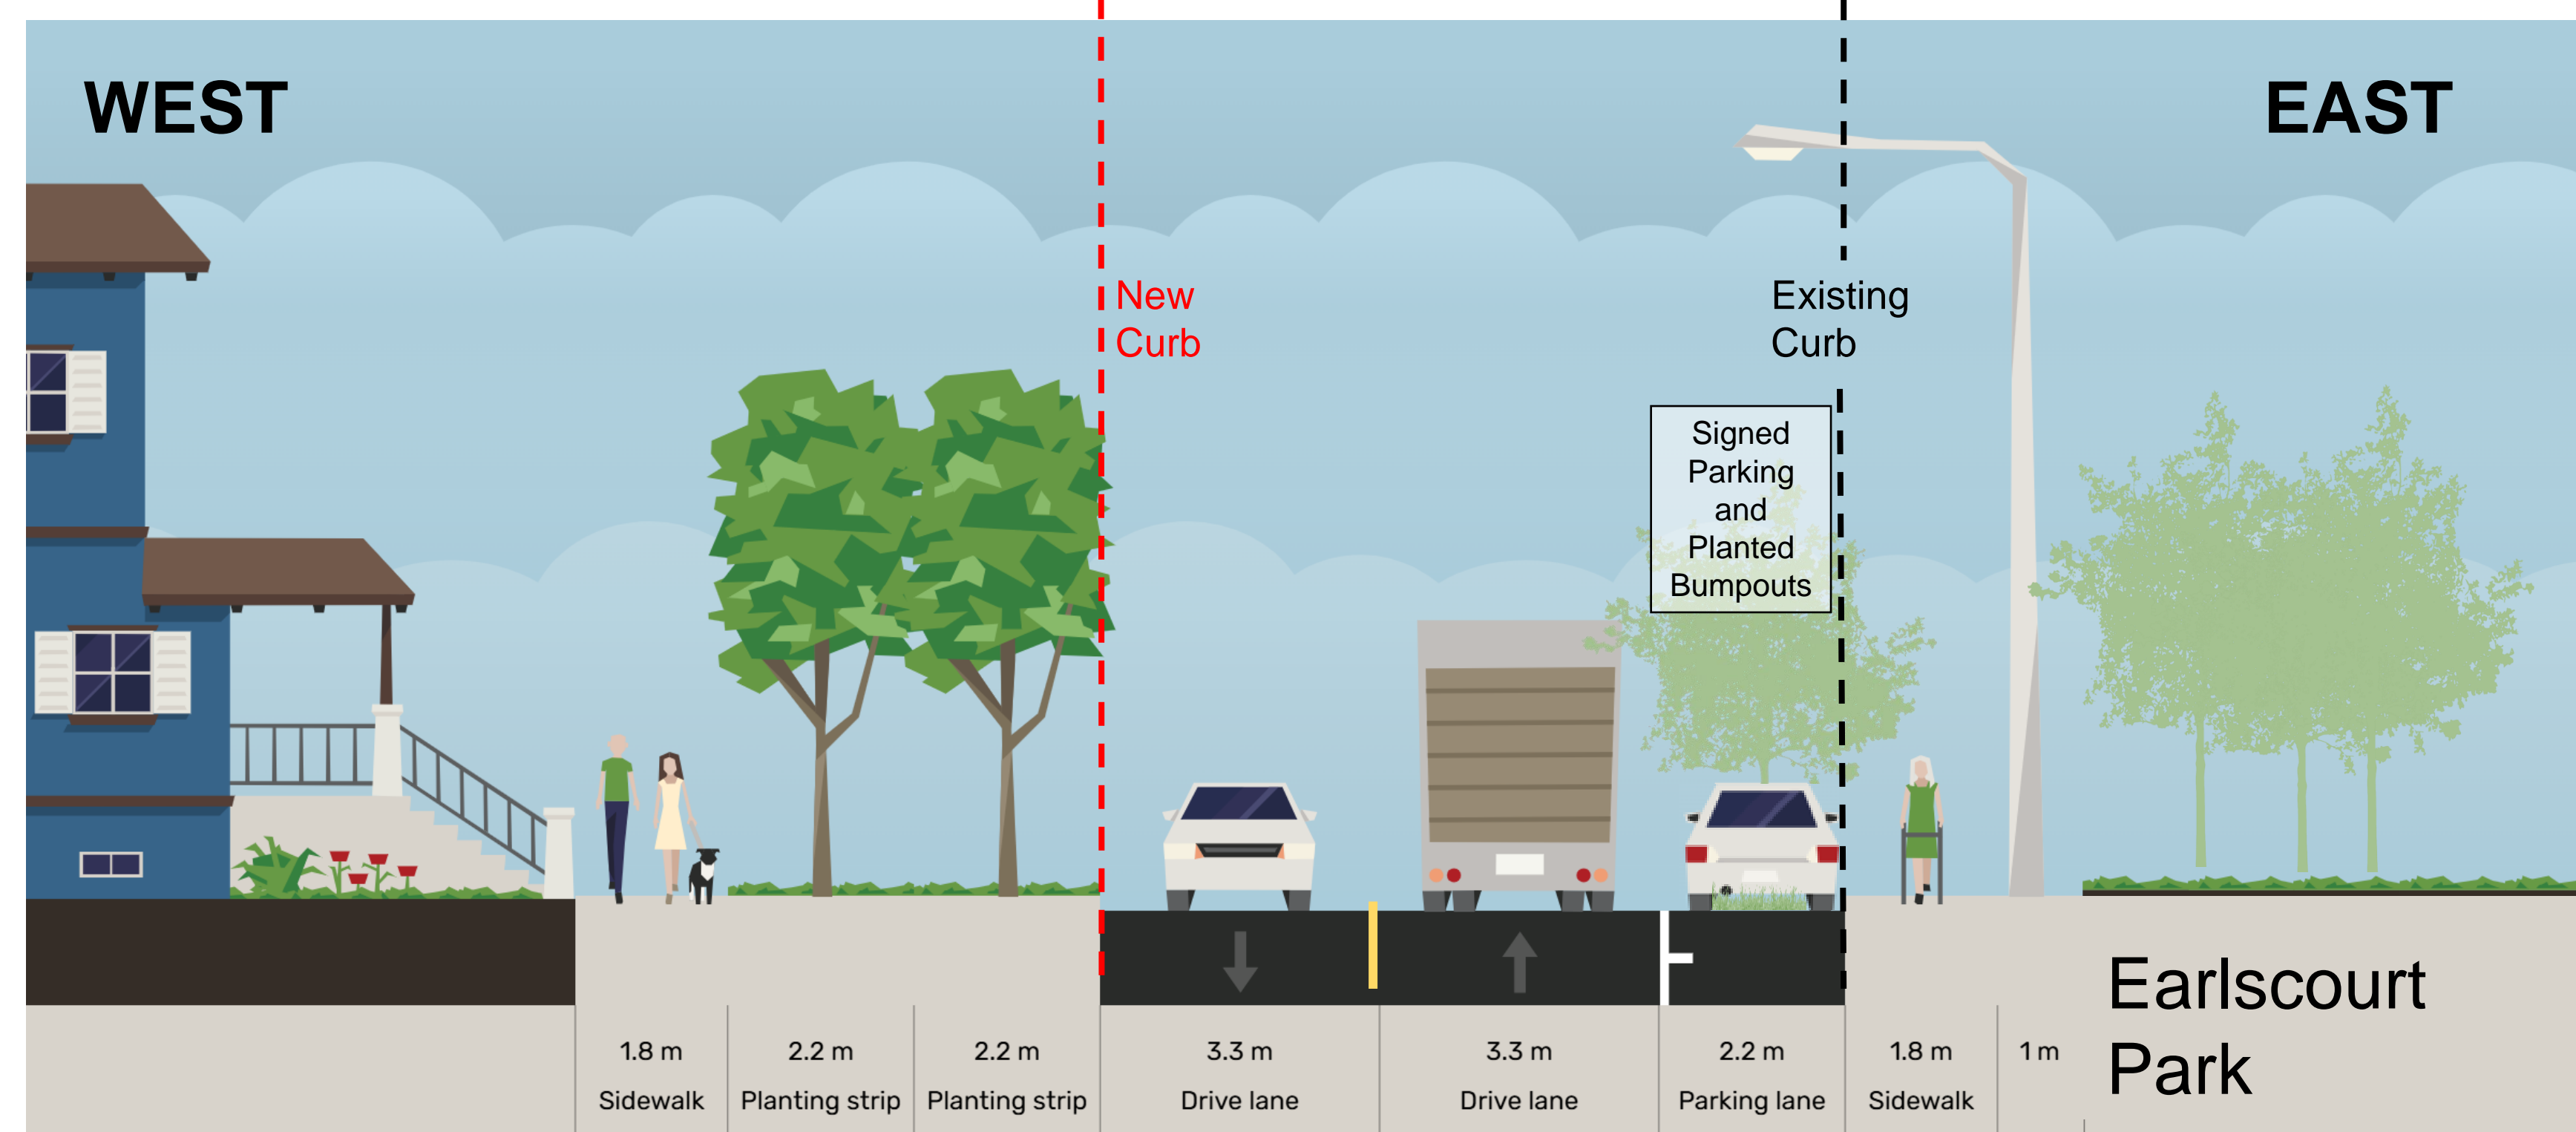 WEST
EAST
New
Curb
Existing
Curb
Signed
Parking
and
Planted
Bumpouts
1.8 m
2.2 m
2.2 m
3.3 m
3.3 m
2.2 m
1.8 m
1 m
Sidewalk
Planting strip
Planting strip
Drive lane
Drive lane
Parking lane
Sidewalk
Earlscourt
Park